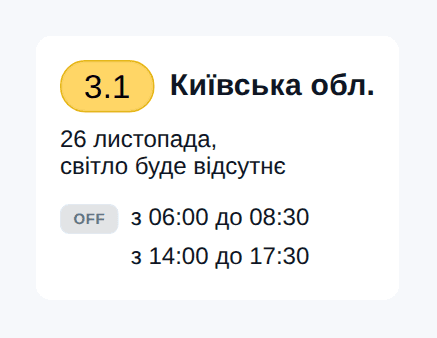 3.1 Київська обл.
26 листопада,
світло буде відсутнє
OFF з 06:00 до 08:30
з 14:00 до 17:30